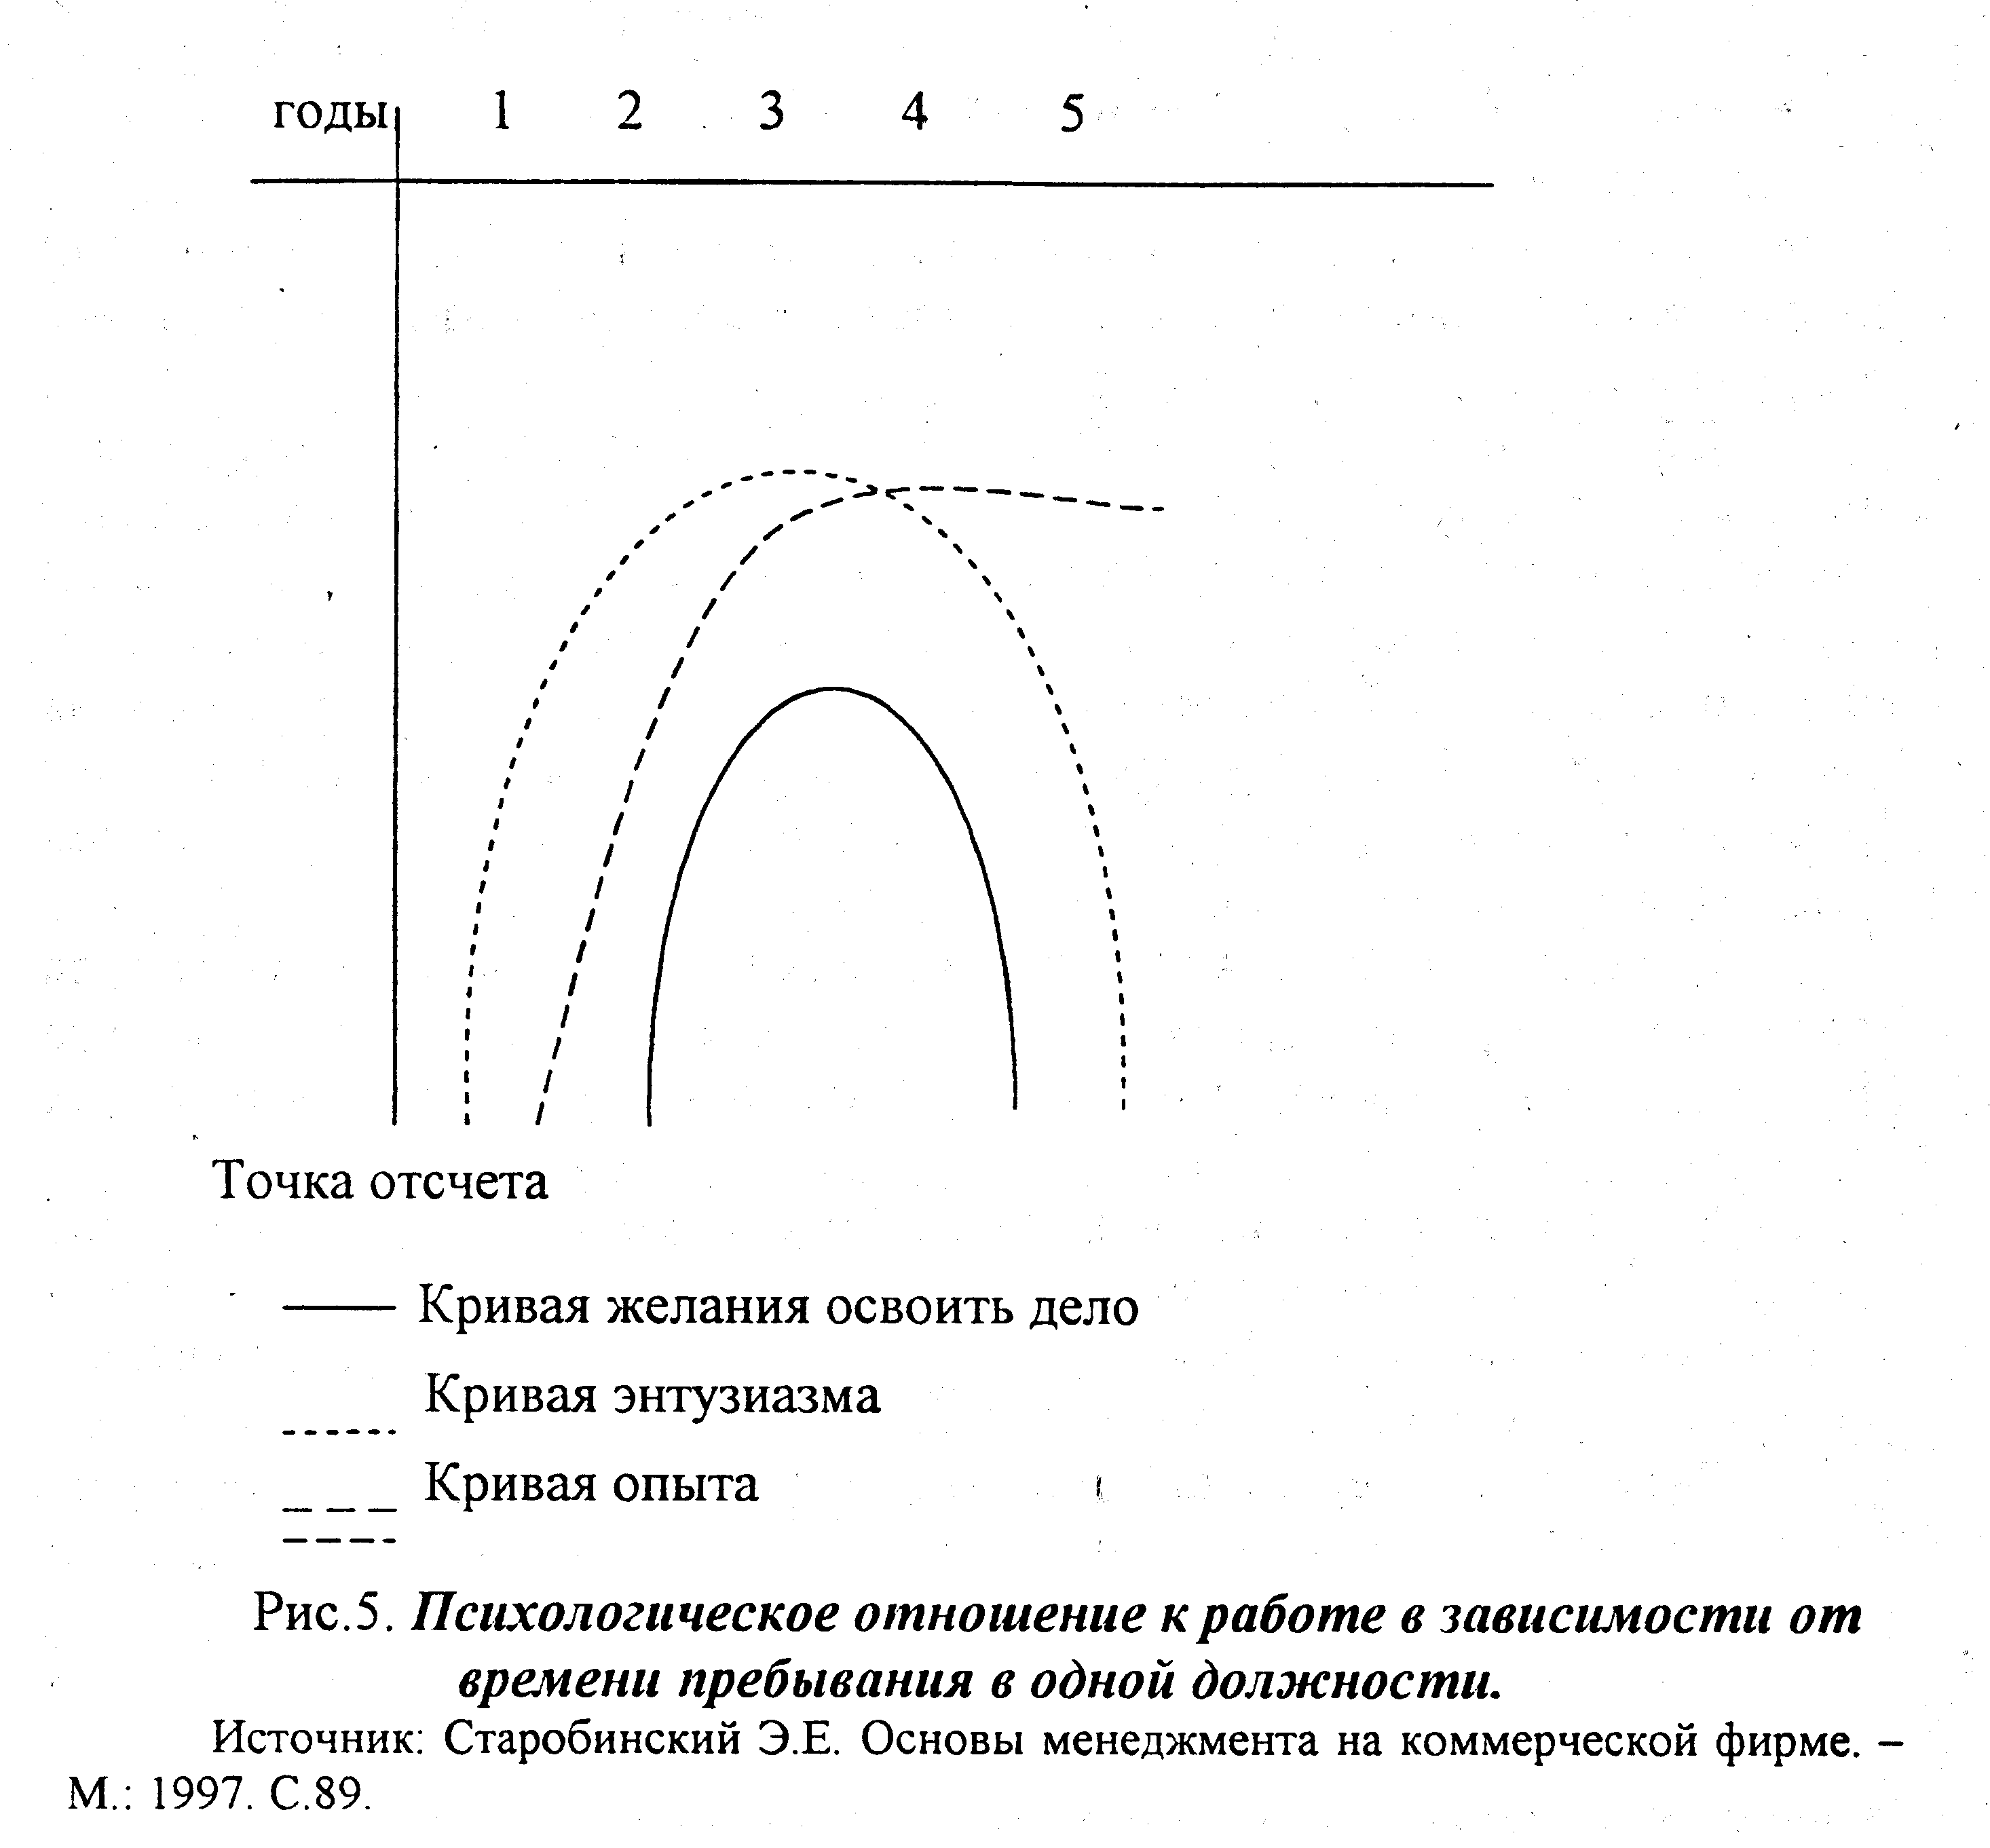 годы 1 2 3 4 5
Точка отсчета
Кривая желания освоить дело
Кривая энтузиазма
Кривая опыта
Рис.5. Психологическое отношение к работе в зависимости от
времени пребывания в одной должности.
Источник: Старобинский Э.Е. Основы менеджмента на коммерческой фирме. –
М.: 1997. С.89.